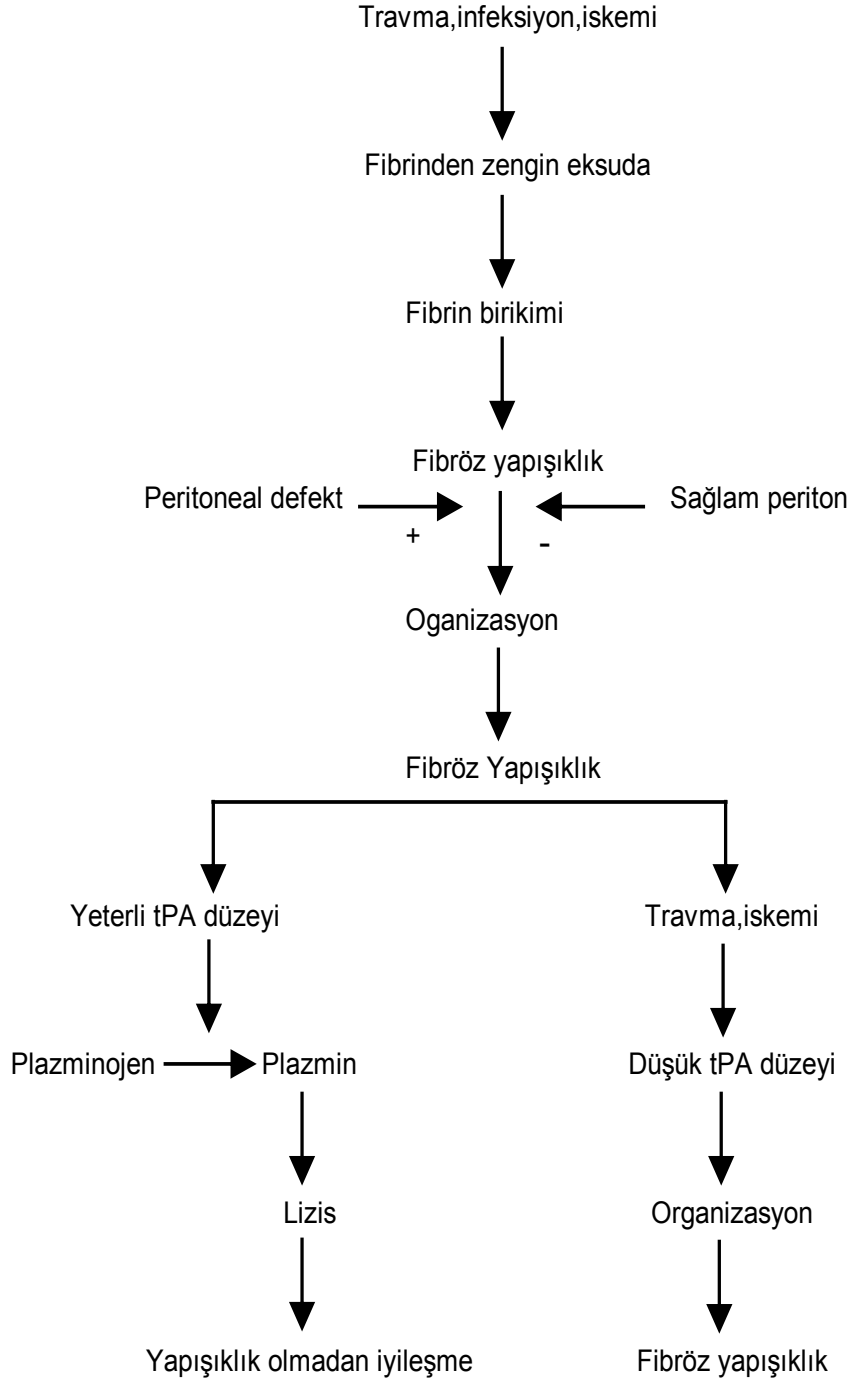 Travma,infeksiyon,iskemi
Fibrinden zengin eksuda
Fibrin birikimi
Fibröz yapışıklık
Peritoneal defekt
Sağlam periton
+
-
Oganizasyon
Fibröz Yapışıklık
Yeterli tPA düzeyi
Travma,iskemi
Plazminojen
Plazmin
Düşük tPA düzeyi
Lizis
Organizasyon
Yapışıklık olmadan iyileşme
Fibröz yapışıklık